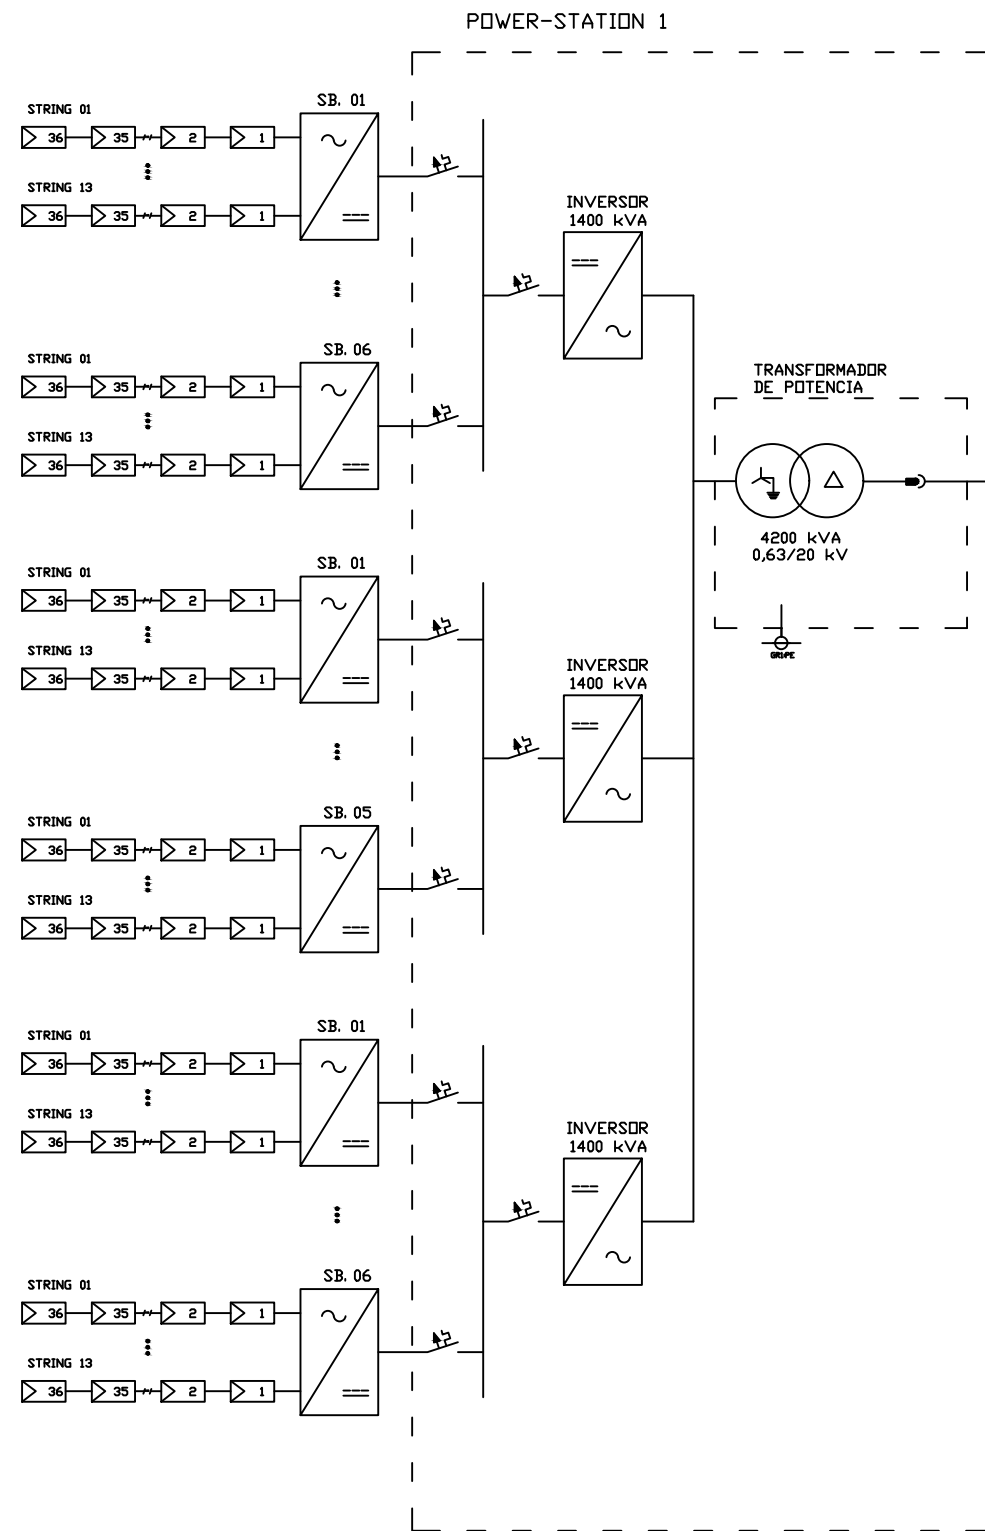 POWER-STATION 1
SB. 01
STRING 01
36 35 2 1
STRING 13
36 35 2 1
INVERSOR
1400 kVA
SB. 06
STRING 01
36 35 2 1
STRING 13
36 35 2 1
TRANSFORMADOR
DE POTENCIA
4200 kVA
0,63/20 kV
SB. 01
STRING 01
36 35 2 1
STRING 13
36 35 2 1
INVERSOR
1400 kVA
SB. 05
STRING 01
36 35 2 1
STRING 13
36 35 2 1
SB. 01
STRING 01
36 35 2 1
STRING 13
36 35 2 1
INVERSOR
1400 kVA
SB. 06
STRING 01
36 35 2 1
STRING 13
36 35 2 1